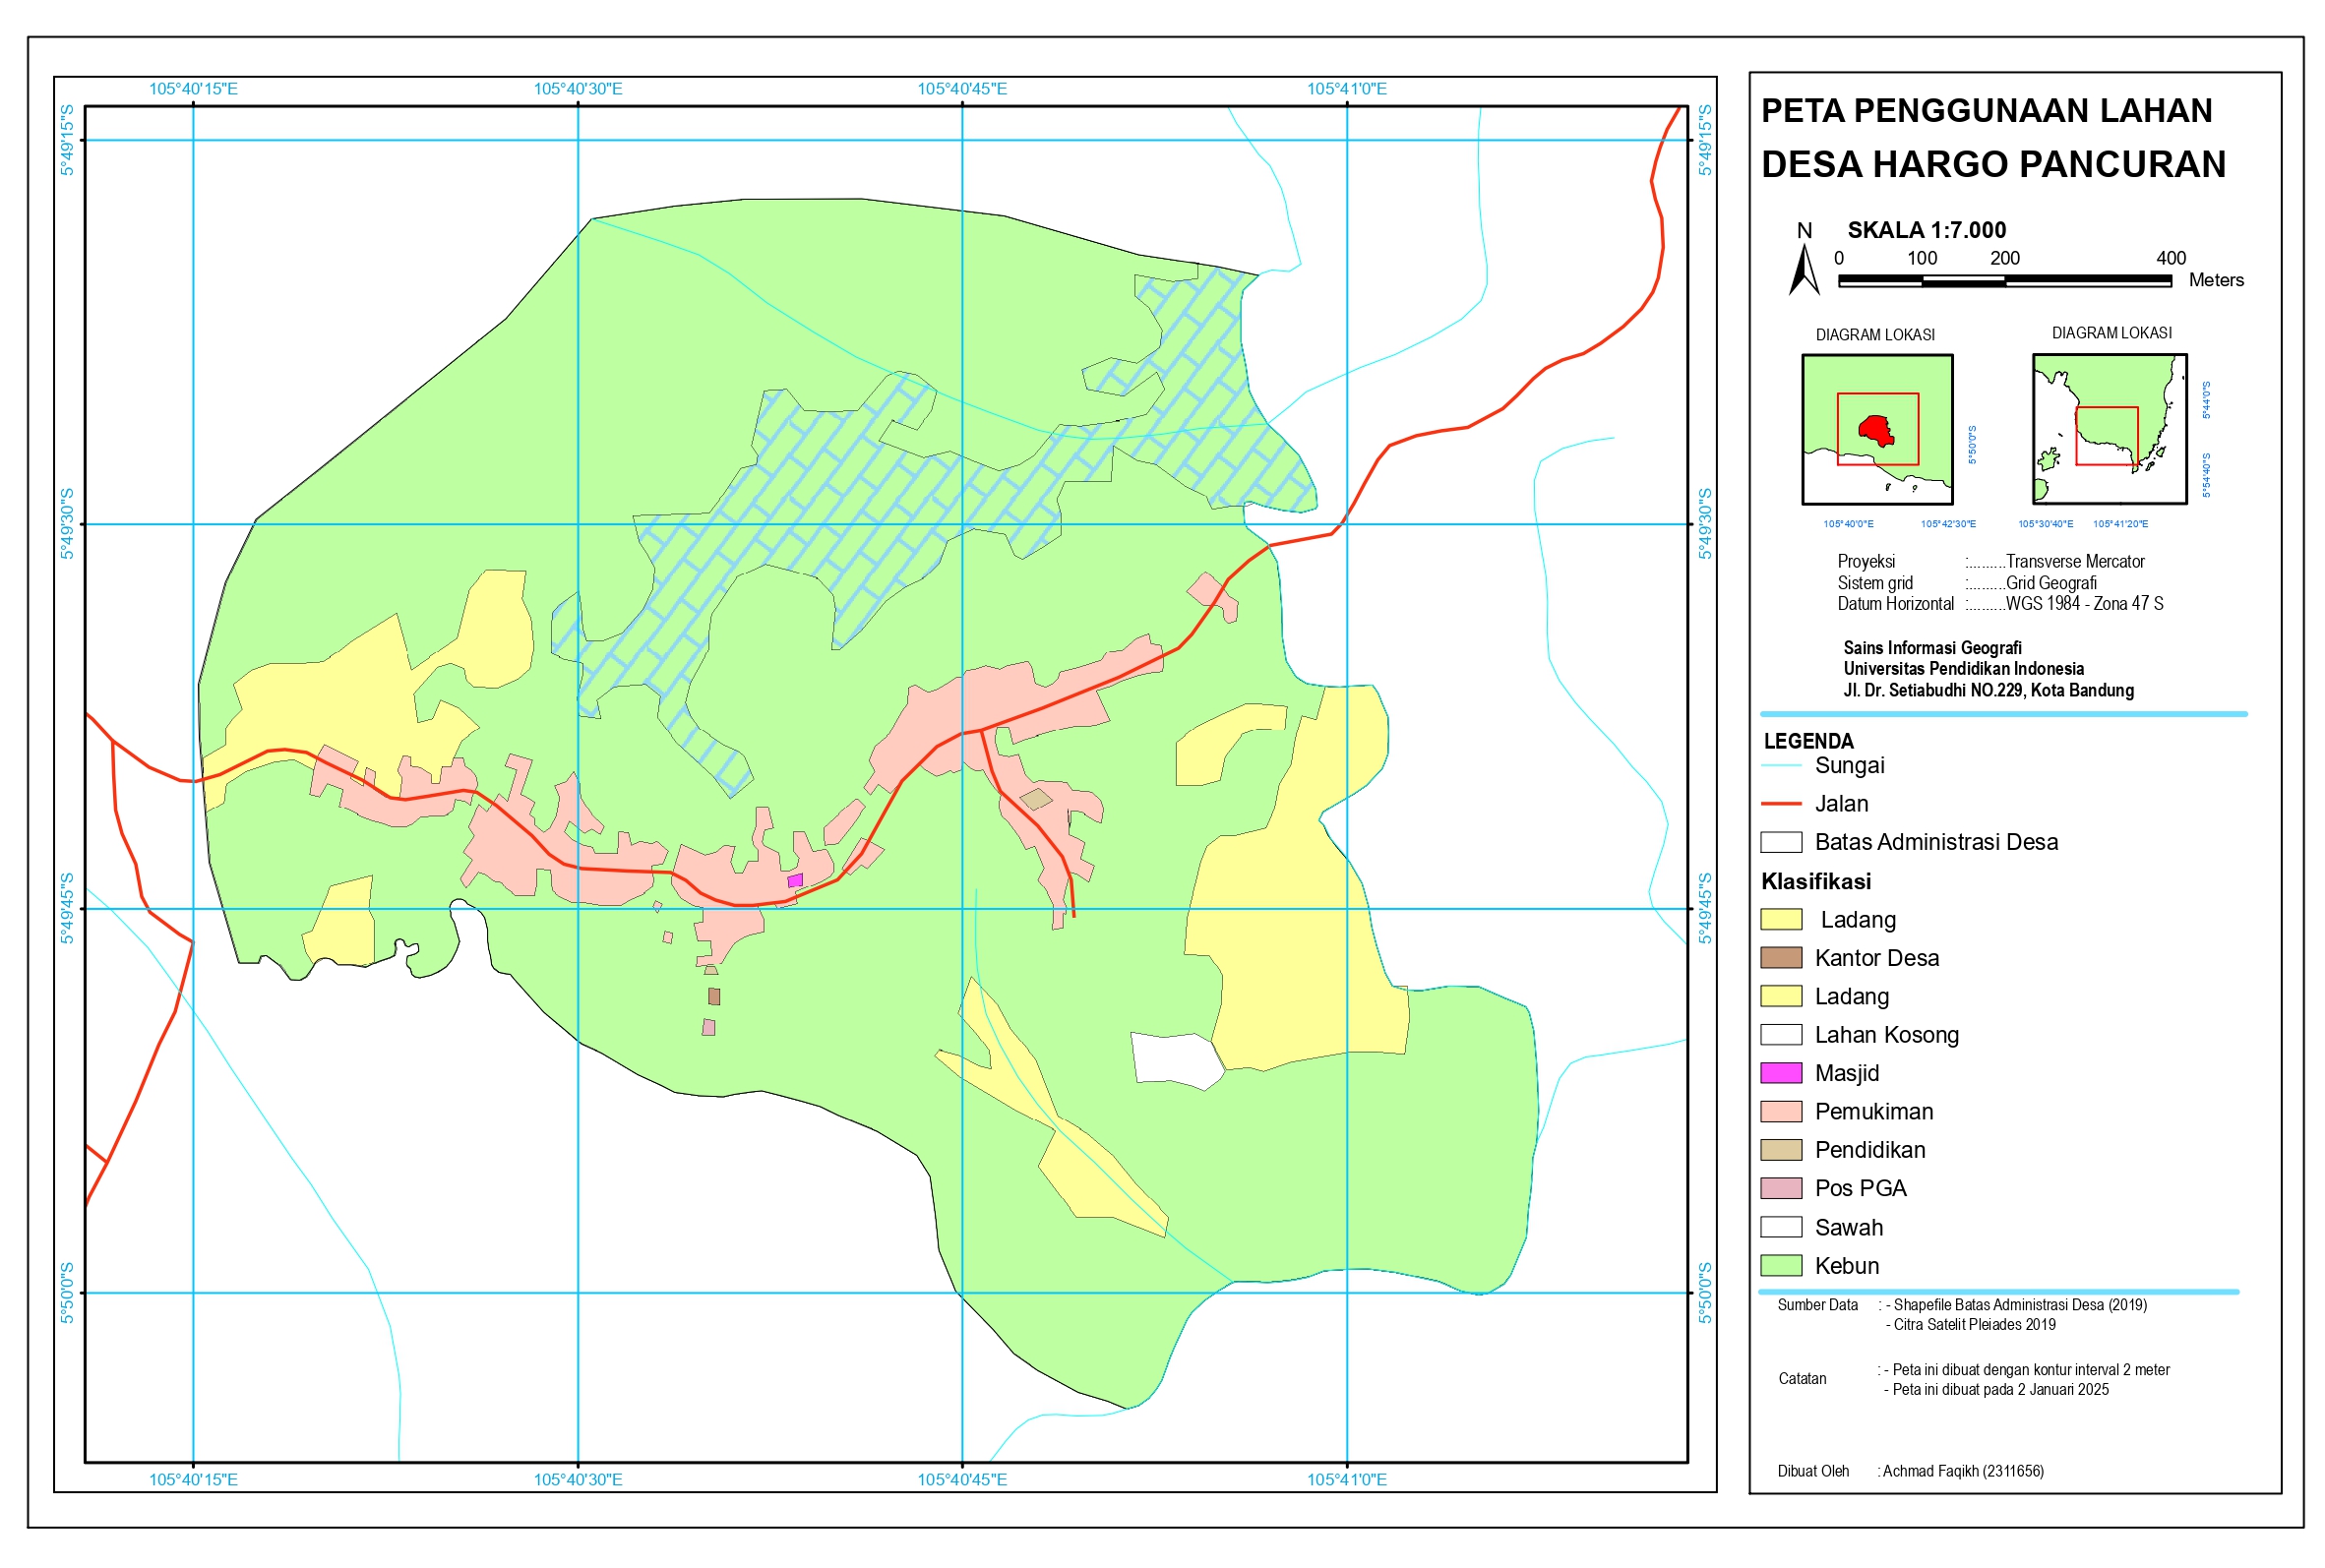 105°40'15"E
105°40'30"E
105°40'45"E
105°41'0"E
5°49'15"S
5°49'15"S
5°49'30"S
5°49'30"S
5°49'45"S
5°49'45"S
5°50'0"S
5°50'0"S
105°40'15"E
105°40'30"E
105°40'45"E
105°41'0"E
PETA PENGGUNAAN LAHAN
DESA HARGO PANCURAN
N
SKALA 1:7.000
0 100 200 400
Meters
DIAGRAM LOKASI
5°50'0"S
105°40'0"E 105°42'30"E
DIAGRAM LOKASI
5°44'0"S
5°54'40"S
105°30'40"E 105°41'20"E
Proyeksi :.........Transverse Mercator
Sistem grid :.........Grid Geografi
Datum Horizontal :.........WGS 1984 - Zona 47 S
Sains Informasi Geografi
Universitas Pendidikan Indonesia
Jl. Dr. Setiabudhi NO.229, Kota Bandung
LEGENDA
Sungai
Jalan
Batas Administrasi Desa
Klasifikasi
Ladang
Kantor Desa
Ladang
Lahan Kosong
Masjid
Pemukiman
Pendidikan
Pos PGA
Sawah
Kebun
Sumber Data : - Shapefile Batas Administrasi Desa (2019)
- Citra Satelit Pleiades 2019
Catatan : - Peta ini dibuat dengan kontur interval 2 meter
- Peta ini dibuat pada 2 Januari 2025
Dibuat Oleh : Achmad Faqikh (2311656)